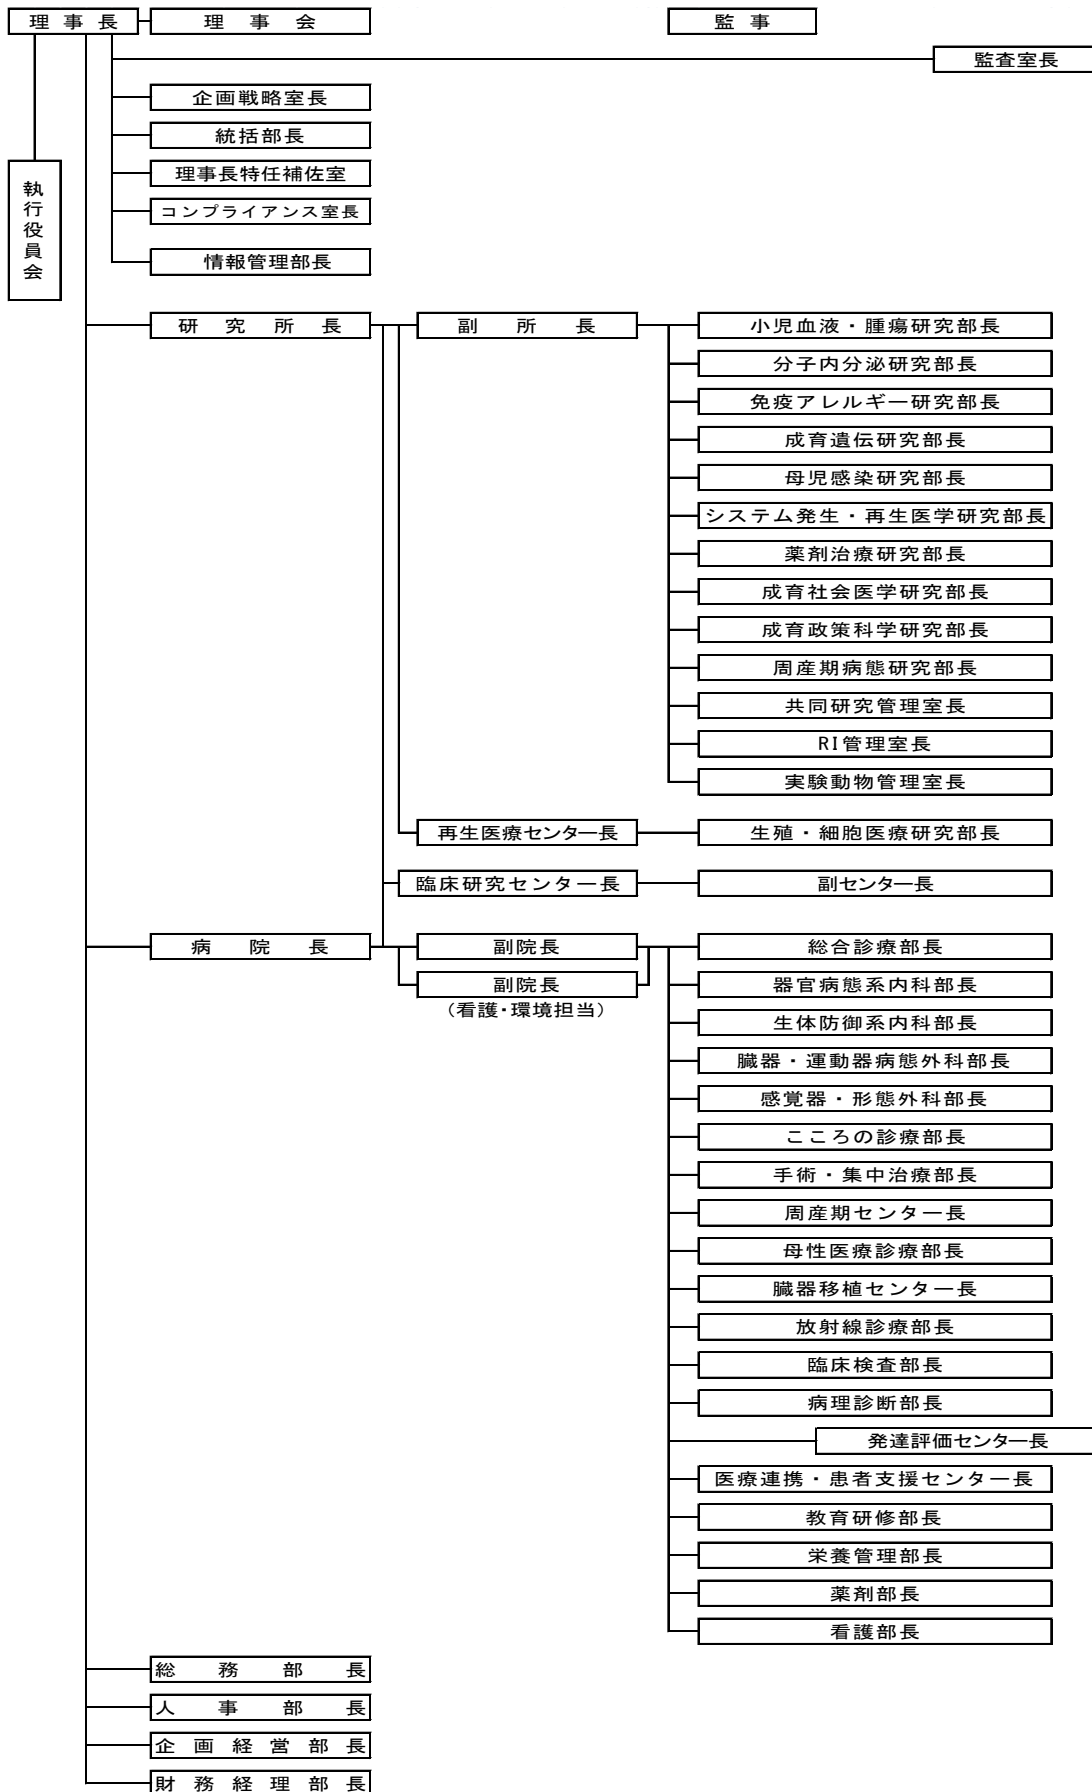 理事長
理事会
監事
監査室長
企画戦略室長
統括部長
理事長特任補佐室
コンプライアンス室長
情報管理部長
執行役員会
研究所長
副所長
小児血液・腫瘍研究部長
分子内分泌研究部長
免疫アレルギー研究部長
成育遺伝研究部長
母児感染研究部長
システム発生・再生医学研究部長
薬剤治療研究部長
成育社会医学研究部長
成育政策科学研究部長
周産期病態研究部長
共同研究管理室長
RI管理室長
実験動物管理室長
再生医療センター長
生殖・細胞医療研究部長
臨床研究センター長
副センター長
病院長
副院長
副院長
（看護・環境担当）
総合診療部長
器官病態系内科部長
生体防御系内科部長
臓器・運動器病態外科部長
感覚器・形態外科部長
こころの診療部長
手術・集中治療部長
周産期センター長
母性医療診療部長
臓器移植センター長
放射線診療部長
臨床検査部長
病理診断部長
発達評価センター長
医療連携・患者支援センター長
教育研修部長
栄養管理部長
薬剤部長
看護部長
総務部長
人事部長
企画経営部長
財務経理部長